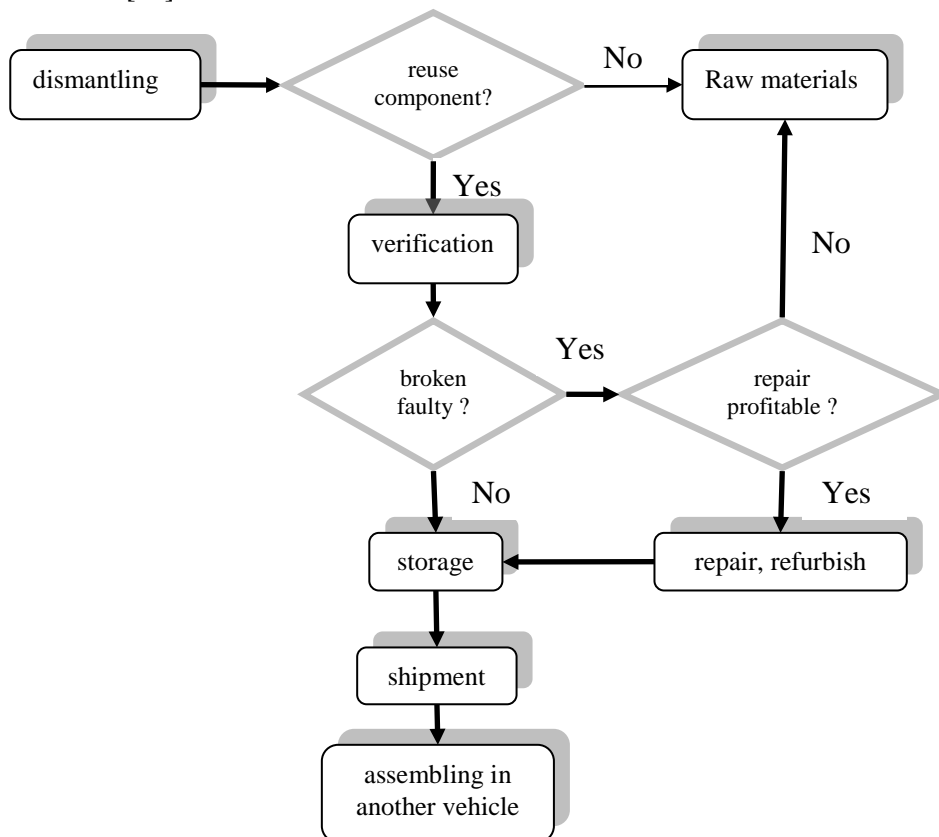 dismantling
reuse
component?
No
Raw materials
Yes
verification
No
broken
faulty ?
Yes
repair
profitable ?
No
Yes
storage
repair, refurbish
shipment
assembling in
another vehicle